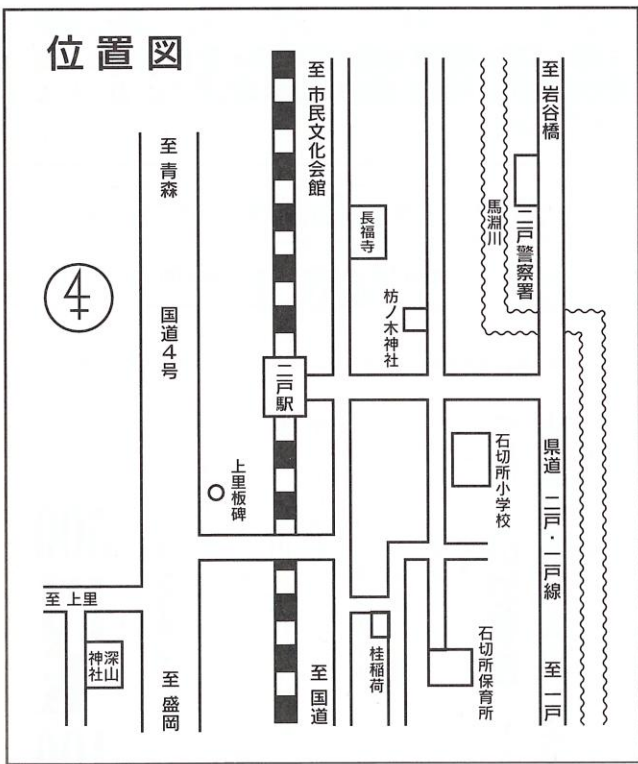 位置図
至 青森
国道4号
至 盛岡
至 市民文化会館
長福寺
枋ノ木神社
馬淵川
二戸警察署
至 岩谷橋
二戸駅
上里板碑
石切所小学校
県道 二戸・一戸線
至 上里
深山神社
至 国道
桂稲荷
石切所保育所
至 一戸